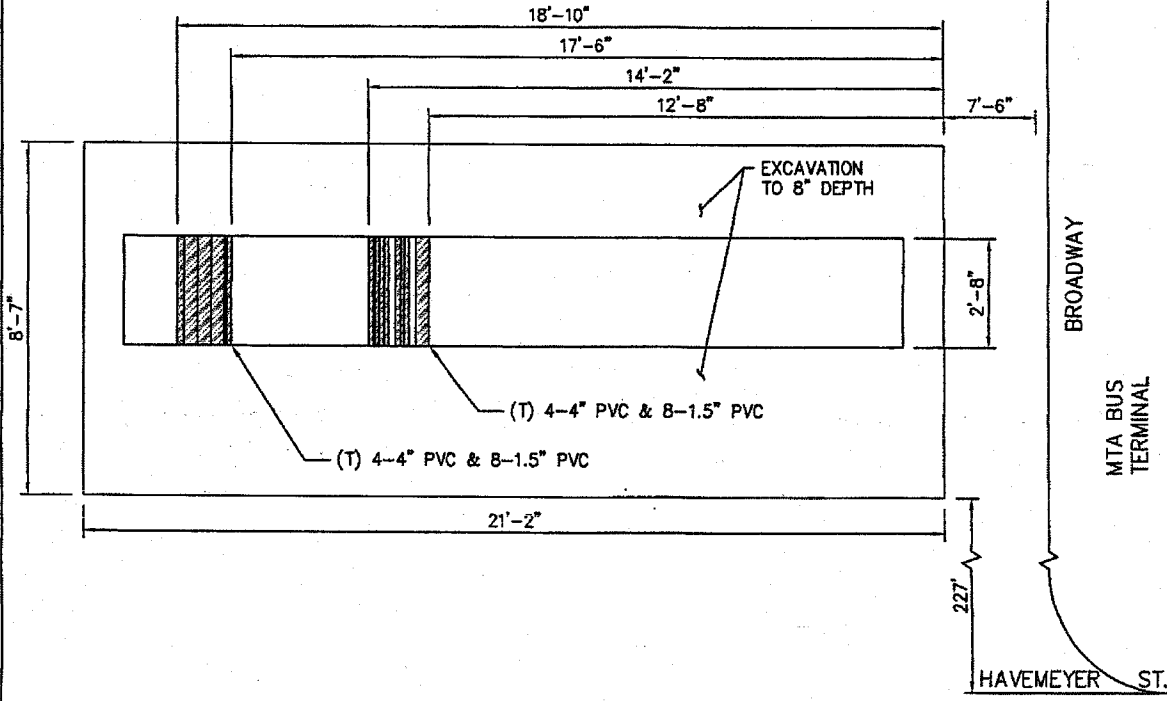 18'-10"
17'-6"
14'-2"
12'-8"
7'-6"
EXCAVATION
TO 8" DEPTH
8'-7"
2'-8"
BROADWAY
MTA BUS
TERMINAL
(T) 4-4" PVC & 8-1.5" PVC
(T) 4-4" PVC & 8-1.5" PVC
21'-2"
227'
HAVEMEYER ST.